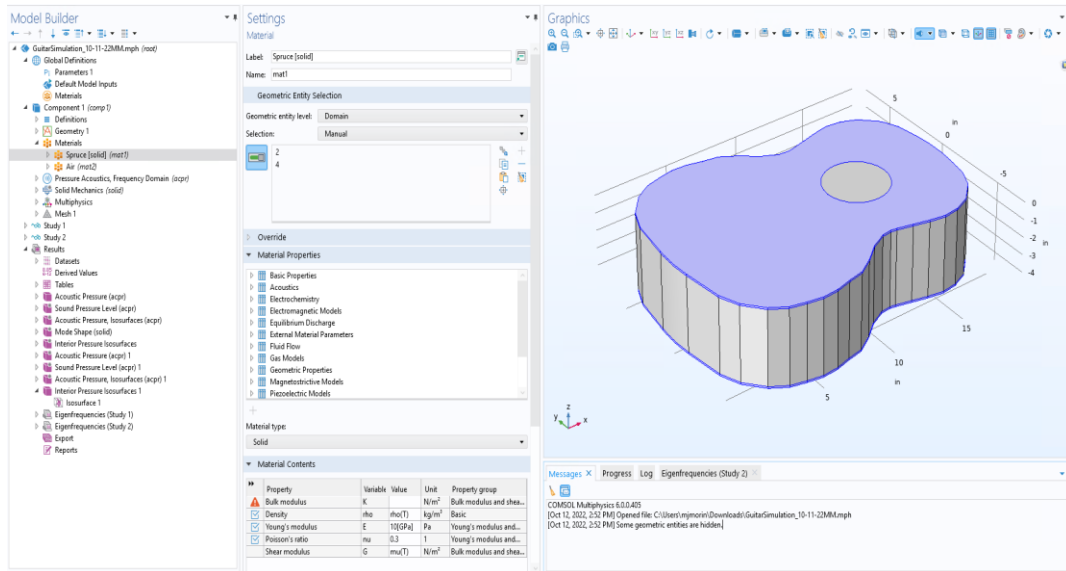 Model Builder
GuitarSimulation_10-11-22MM.mph (root)
Global Definitions
Parameters 1
Default Model Inputs
Materials
Component 1 (comp1)
Definitions
Geometry 1
Materials
Spruce [solid] (mat1)
Air (mat2)
Pressure Acoustics, Frequency Domain (acpr)
Solid Mechanics (solid)
Multiphysics
Mesh 1
Study 1
Study 2
Results
Datasets
Derived Values
Tables
Acoustic Pressure (acpr)
Sound Pressure Level (acpr)
Acoustic Pressure, Isosurfaces (acpr)
Mode Shape (solid)
Interior Pressure Isosurfaces
Acoustic Pressure (acpr) 1
Sound Pressure Level (acpr) 1
Acoustic Pressure, Isosurfaces (acpr) 1
Interior Pressure Isosurfaces 1
Isosurface 1
Eigenfrequencies (Study 1)
Eigenfrequencies (Study 2)
Export
Reports
Settings
Material
Label: Spruce [solid]
Name: mat1
Geometric Entity Selection
Geometric entity level: Domain
Selection: Manual
2
4
Override
Material Properties
Basic Properties
Acoustics
Electrochemistry
Electromagnetic Models
Equilibrium Discharge
External Material Parameters
Fluid Flow
Gas Models
Geometric Properties
Magnetostrictive Models
Piezoelectric Models
Material type:
Solid
Material Contents
Property Variable Value Unit Property group
Bulk modulus K N/m² Bulk modulus and shea...
Density rho rho(T) kg/m³ Basic
Young's modulus E 10[GPa] Pa Young's modulus and...
Poisson's ratio nu 0.3 1 Young's modulus and...
Shear modulus G mu(T) N/m² Bulk modulus and shea...
Graphics
5
in
0
-5
0
-1
-2
in
-3
-4
15
10
in
5
z
y
x
Messages Progress Log Eigenfrequencies (Study 2)
COMSOL Multiphysics 6.0.0.405
[Oct 12, 2022, 2:52 PM] Opened file: C:\Users\mjmorin\Downloads\GuitarSimulation_10-11-22MM.mph
[Oct 12, 2022, 2:52 PM] Some geometric entities are hidden.